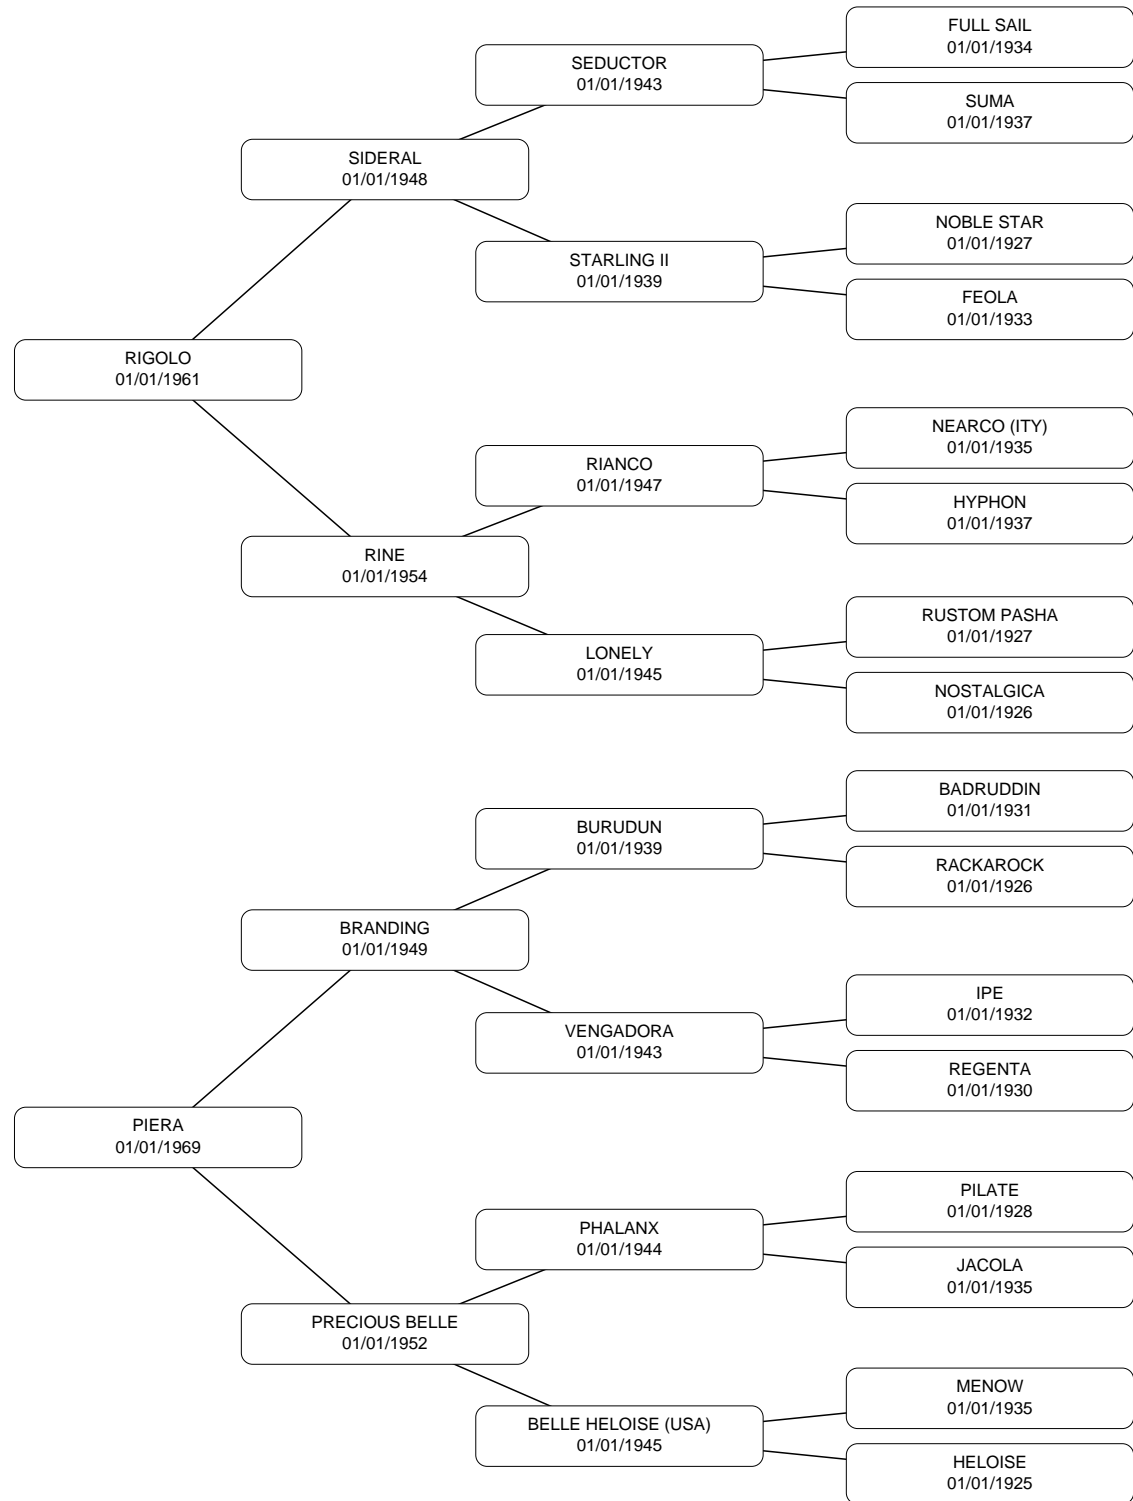 FULL SAIL
01/01/1934
SEDUCTOR
01/01/1943
SUMA
01/01/1937
SIDERAL
01/01/1948
NOBLE STAR
01/01/1927
STARLING II
01/01/1939
FEOLA
01/01/1933
RIGOLO
01/01/1961
NEARCO (ITY)
01/01/1935
RIANCO
01/01/1947
HYPHON
01/01/1937
RINE
01/01/1954
RUSTOM PASHA
01/01/1927
LONELY
01/01/1945
NOSTALGICA
01/01/1926
BADRUDDIN
01/01/1931
BURUDUN
01/01/1939
RACKAROCK
01/01/1926
BRANDING
01/01/1949
IPE
01/01/1932
VENGADORA
01/01/1943
REGENTA
01/01/1930
PIERA
01/01/1969
PILATE
01/01/1928
PHALANX
01/01/1944
JACOLA
01/01/1935
PRECIOUS BELLE
01/01/1952
MENOW
01/01/1935
BELLE HELOISE (USA)
01/01/1945
HELOISE
01/01/1925